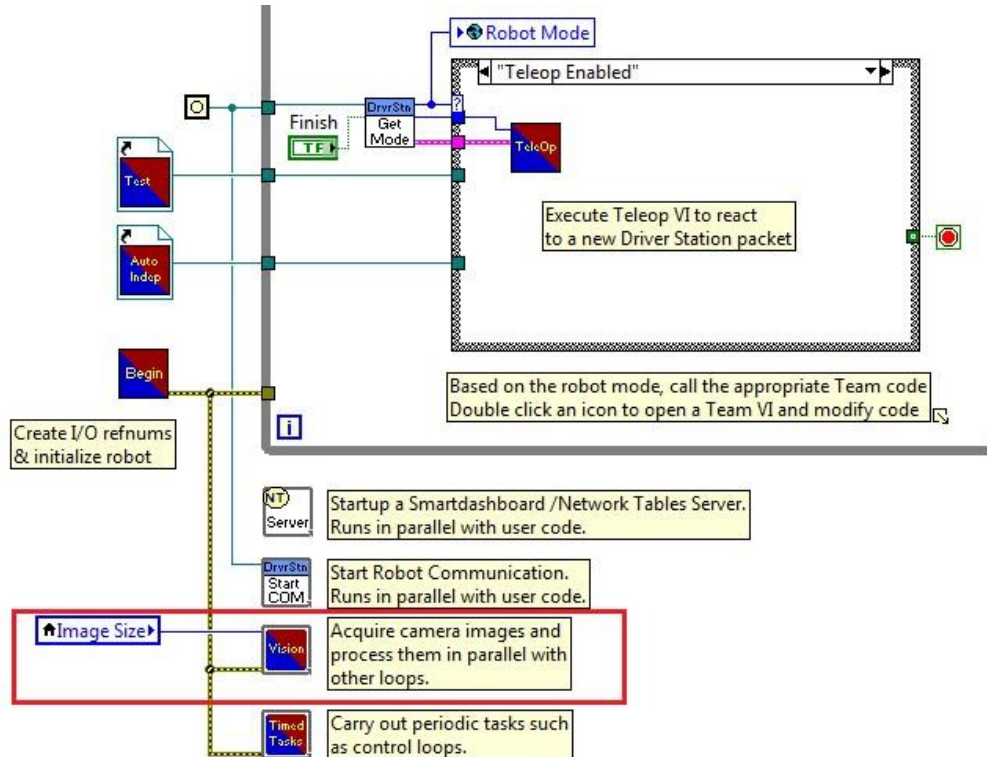 Robot Mode
"Teleop Enabled"
?
DrvrStn
Get
Mode
Finish
TF
TeleOp
Test
Execute Teleop VI to react
to a new Driver Station packet
Auto
Indep
Begin
Based on the robot mode, call the appropriate Team code
Double click an icon to open a Team VI and modify code
i
Create I/O refnums
& initialize robot
NT
Server
Startup a Smartdashboard /Network Tables Server.
Runs in parallel with user code.
DrvrStn
Start
COM
Start Robot Communication.
Runs in parallel with user code.
Image Size
Vision
Acquire camera images and
process them in parallel with
other loops.
Timed
Tasks
Carry out periodic tasks such
as control loops.